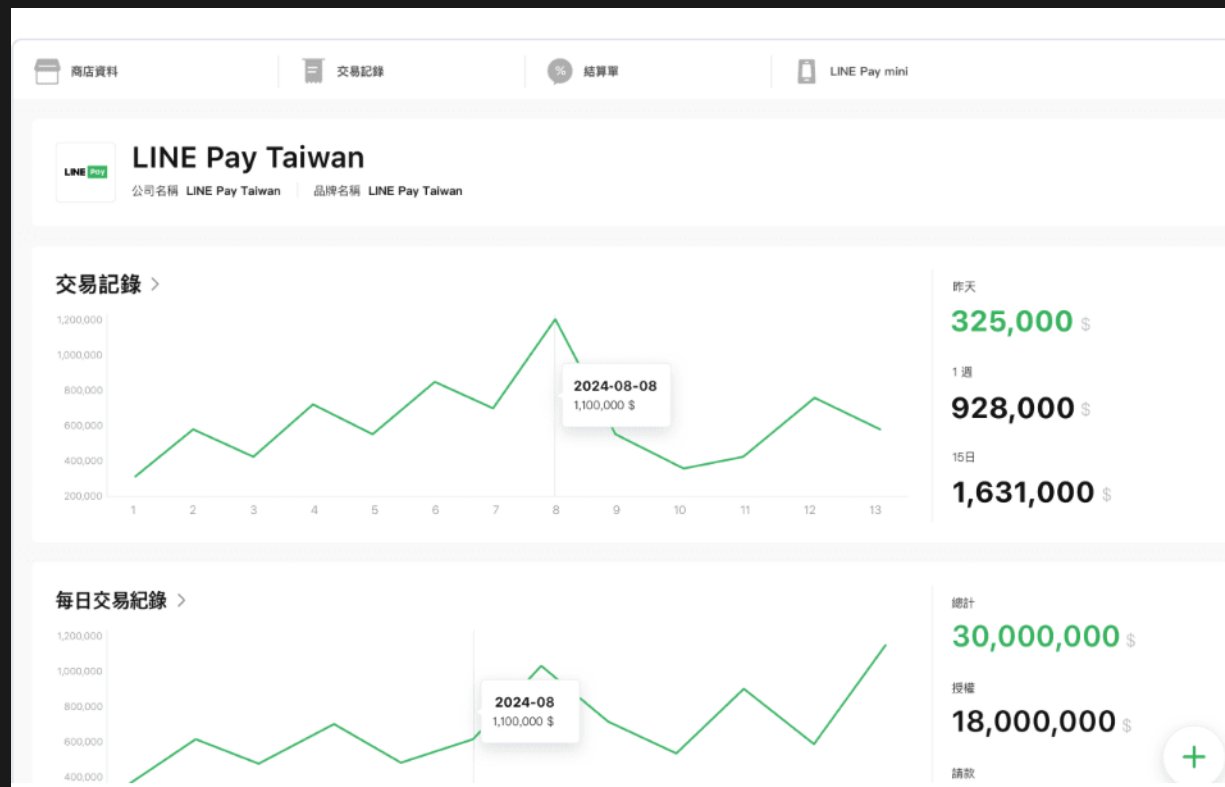 商店資料 交易記錄 結算單 LINE Pay mini
LINE Pay
LINE Pay Taiwan
公司名稱 LINE Pay Taiwan 品牌名稱 LINE Pay Taiwan
交易記錄
1,200,000
1,000,000
800,000
600,000
400,000
200,000
1 2 3 4 5 6 7 8 9 10 11 12 13
2024-08-08
1,100,000 $
昨天
325,000 $
1 週
928,000 $
15日
1,631,000 $
每日交易紀錄
1,200,000
1,000,000
800,000
600,000
400,000
2024-08
1,100,000 $
總計
30,000,000 $
授權
18,000,000 $
請款